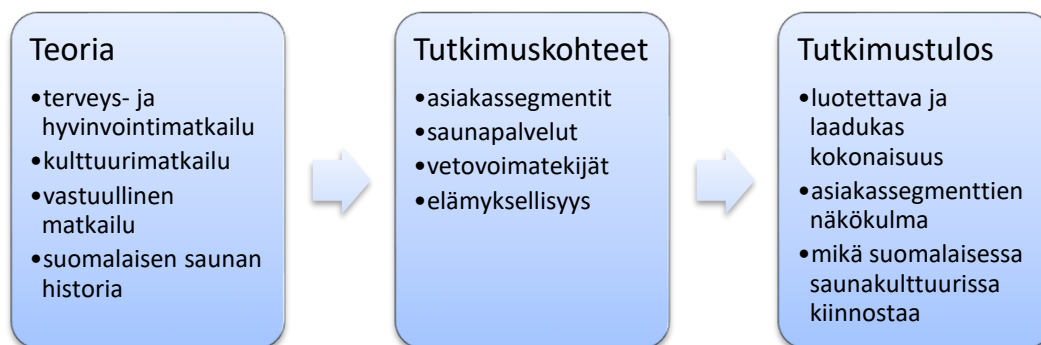 Teoria
•terveys- ja
hyvinvointimatkailu
•kulttuurimatkailu
•vastuullinen
matkailu
•suomalaisen saunan
historia
Tutkimuskohteet
•asiakassegmentit
•saunapalvelut
•vetovoimatekijät
•elämyksellisyys
Tutkimustulos
•luotettava ja
laadukas
kokonaisuus
•asiakassegmenttien
näkökulma
•mikä suomalaisessa
saunakulttuurissa
kiinnostaa